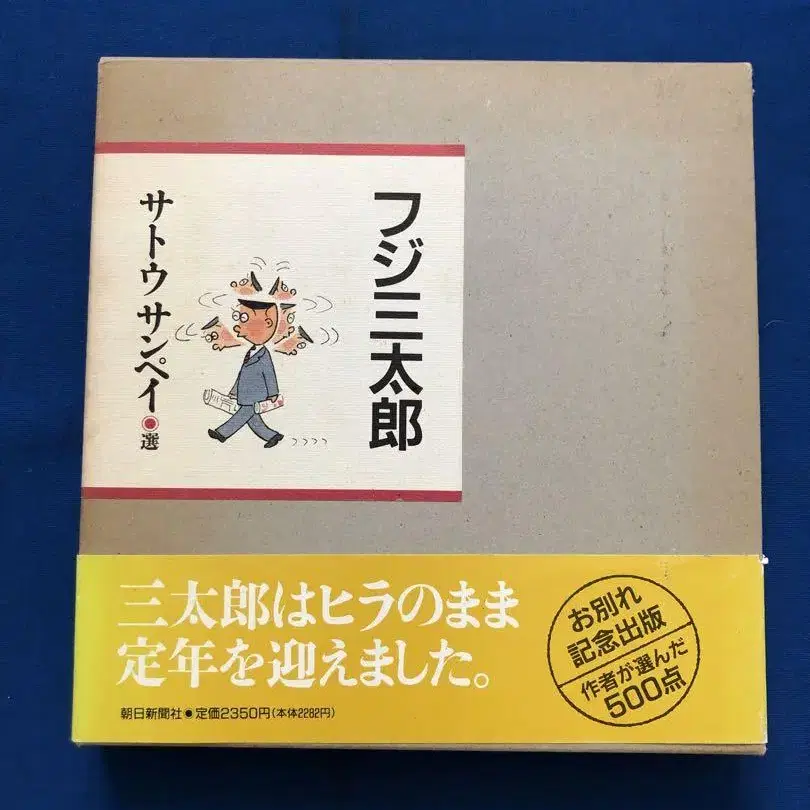 フジ三太郎
サトウサンペイ●選
三太郎はヒラのまま
定年を迎えました。
朝日新聞社●定価2350円(本体2282円)
お別れ
記念出版
作者が選んだ
500点